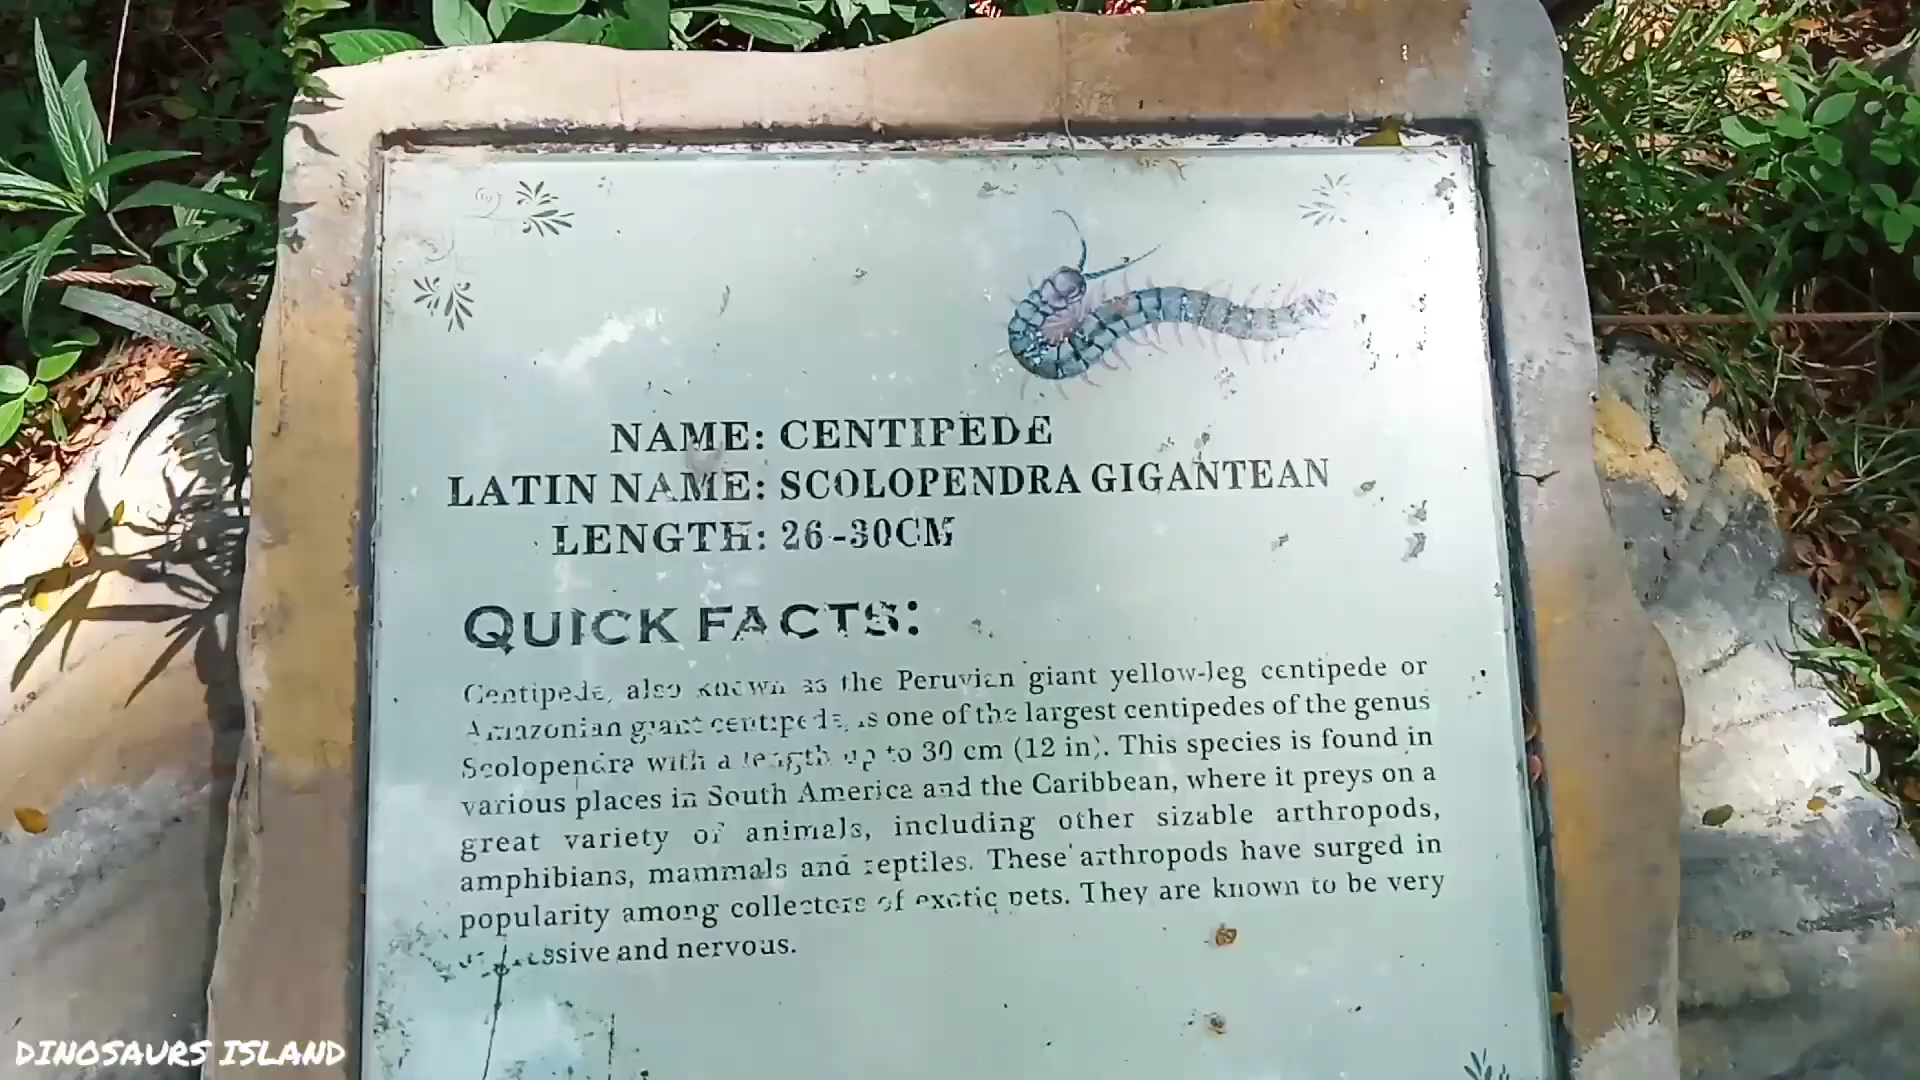 NAME: CENTIPEDE
LATIN NAME: SCOLOPENDRA GIGANTEAN
LENGTH: 26-30CM
QUICK FACTS:
Centipede, also known as the Peruvian giant yellow-leg centipede or
Amazonian giant centipede, is one of the largest centipedes of the genus
Scolopendra with a length up to 30 cm (12 in). This species is found in
various places in South America and the Caribbean, where it preys on a
great variety of animals, including other sizable arthropods,
amphibians, mammals and reptiles. These arthropods have surged in
popularity among collectors of exotic pets. They are known to be very
and nervous.
DINOSAURS ISLAND